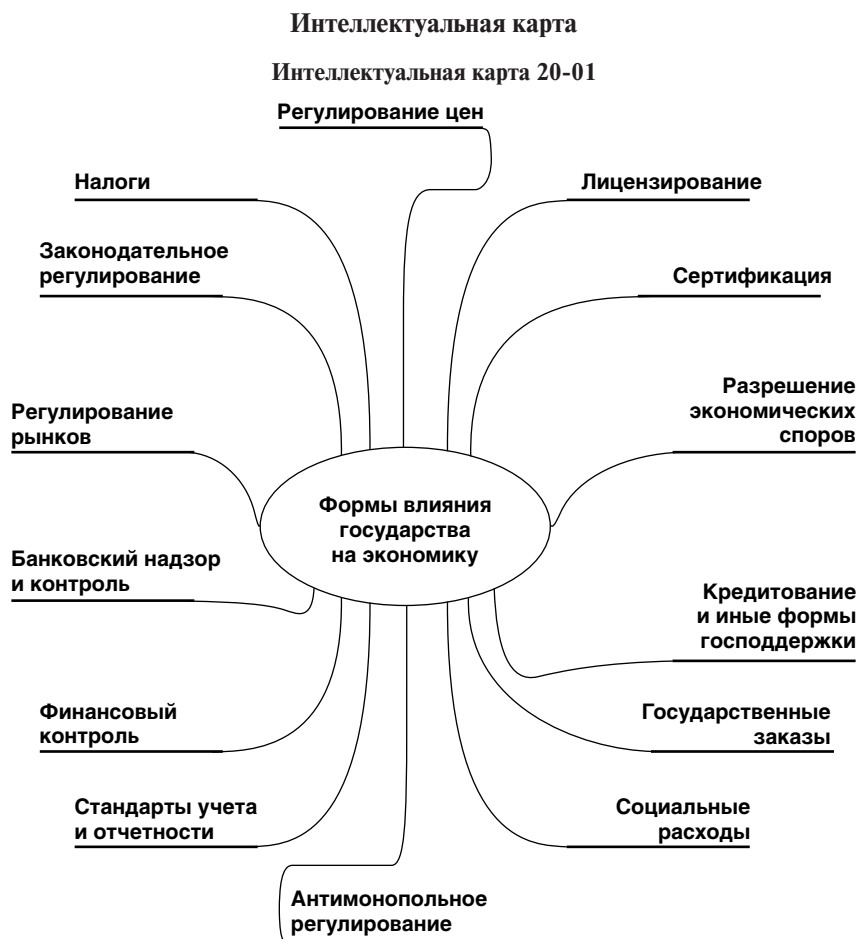 Интеллектуальная карта
Интеллектуальная карта 20-01
Регулирование цен
Налоги
Лицензирование
Законодательное
регулирование
Сертификация
Разрешение
экономических
споров
Регулирование
рынков
Формы влияния
государства
на экономику
Банковский надзор
и контроль
Кредитование
и иные формы
господдержки
Финансовый
контроль
Государственные
заказы
Стандарты учета
и отчетности
Социальные
расходы
Антимонопольное
регулирование